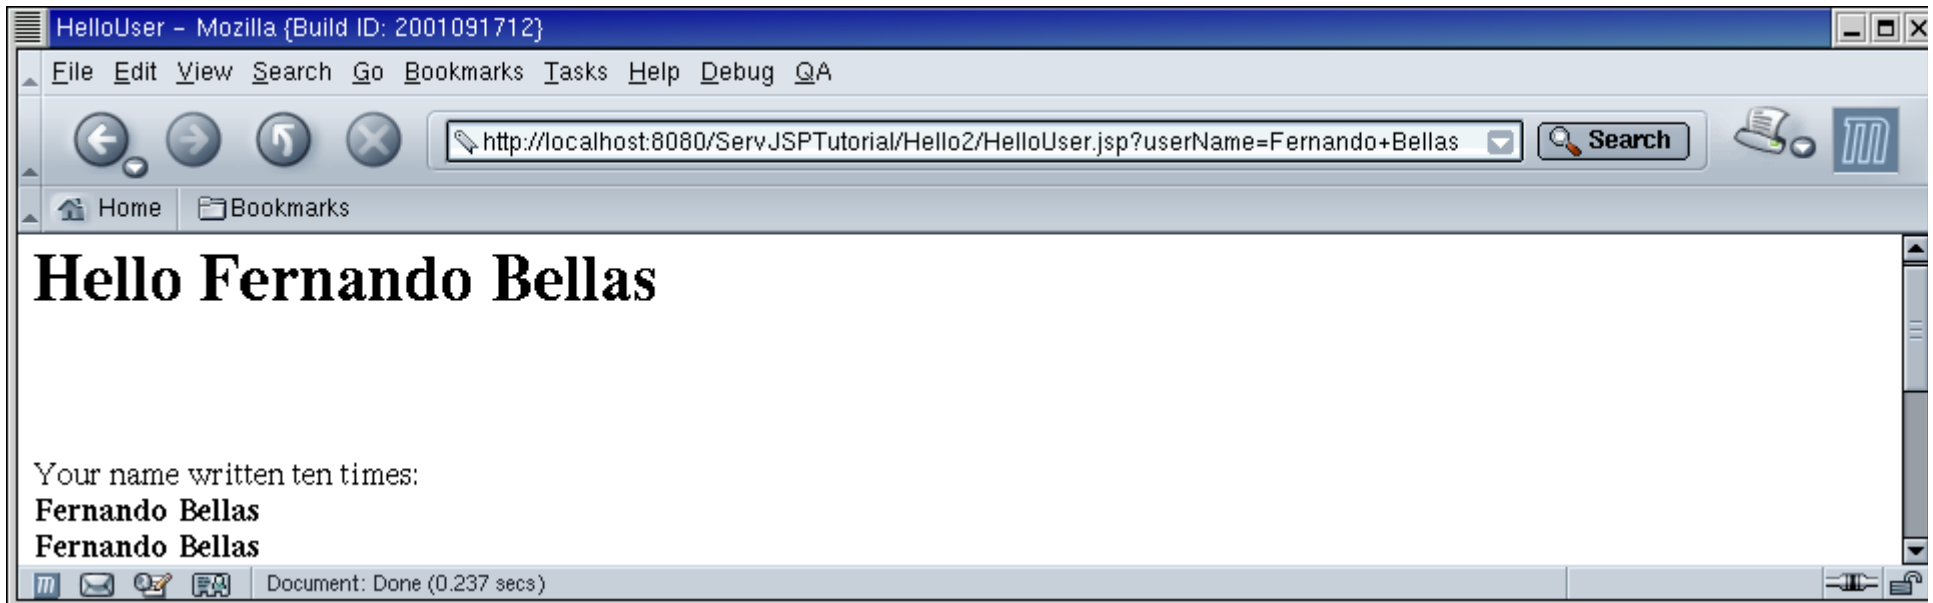 HelloUser – Mozilla {Build ID: 2001091712}
File Edit View Search Go Bookmarks Tasks Help Debug QA
http://localhost:8080/ServJSPTutorial/Hello2/HelloUser.jsp?userName=Fernando+Bellas Search
Home Bookmarks
Hello Fernando Bellas
Your name written ten times:
Fernando Bellas
Fernando Bellas
Document: Done (0.237 secs)